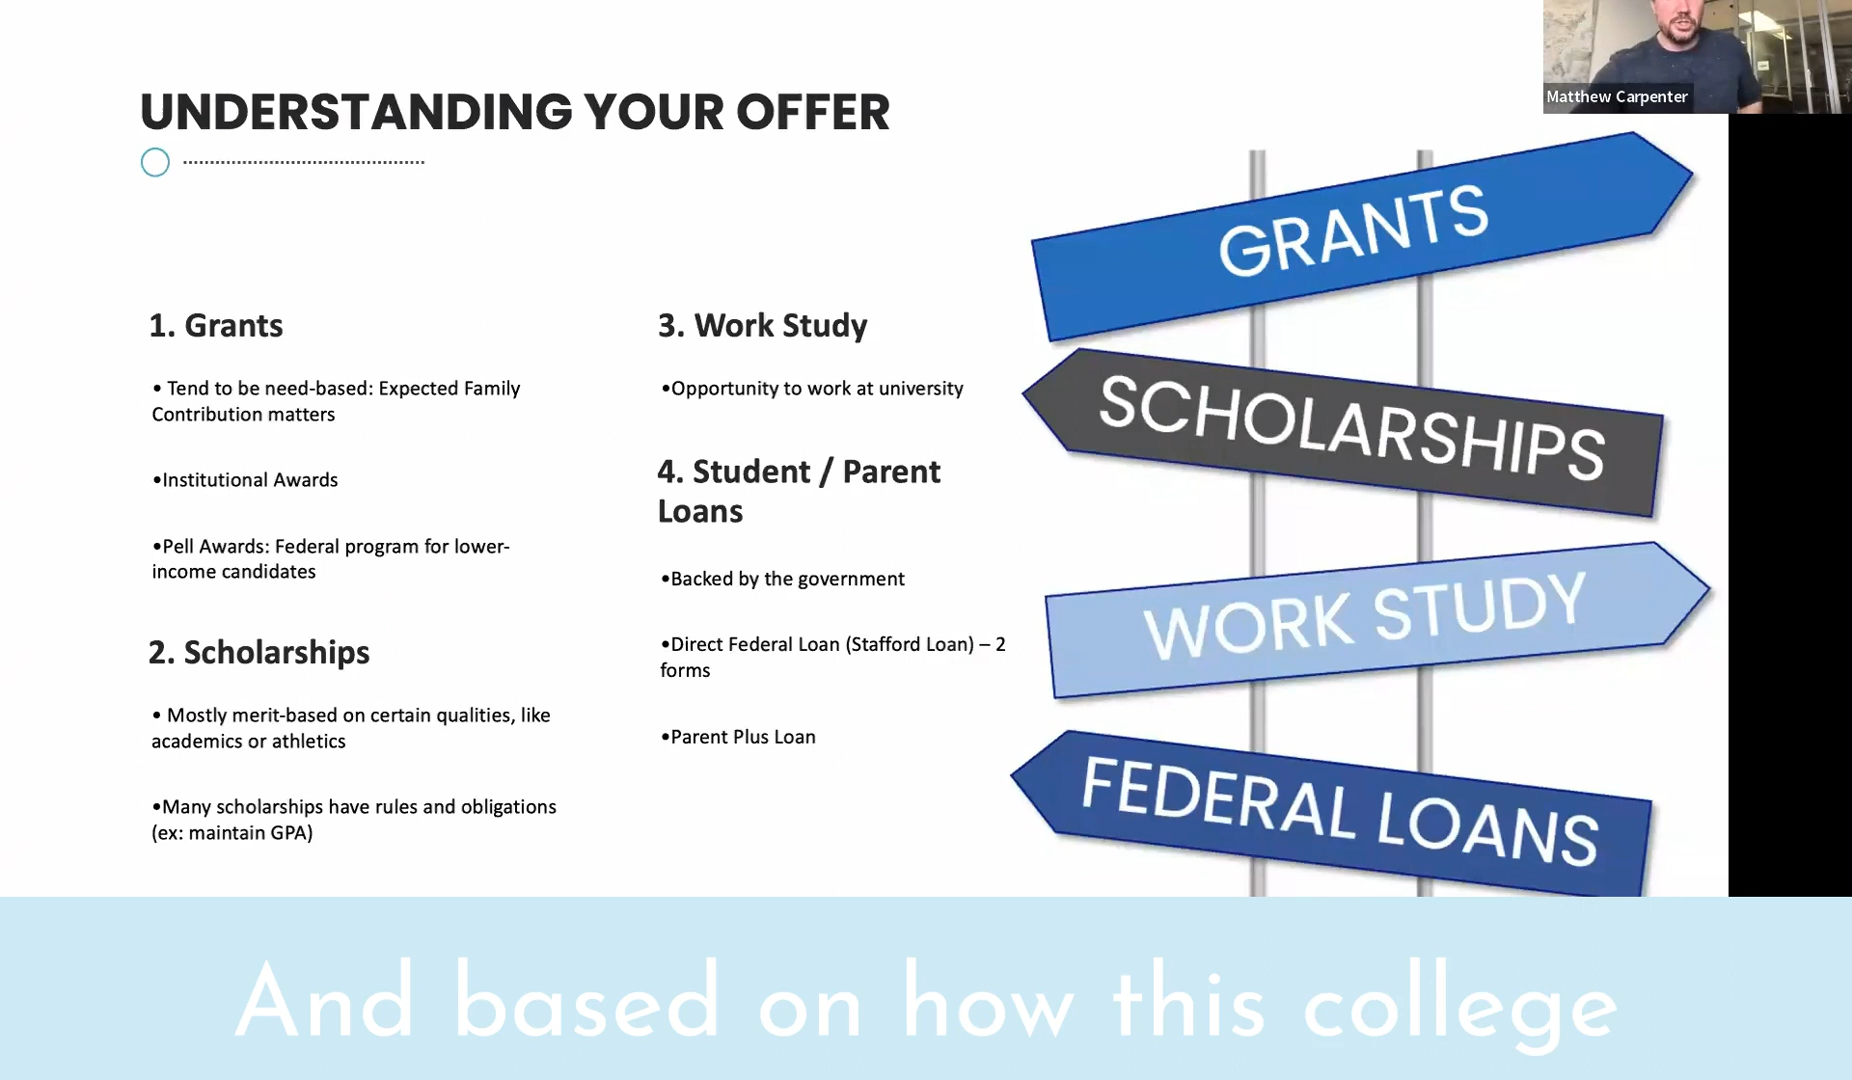 UNDERSTANDING YOUR OFFER
Matthew Carpenter
1. Grants
• Tend to be need-based: Expected Family
Contribution matters
•Institutional Awards
•Pell Awards: Federal program for lower-
income candidates
2. Scholarships
• Mostly merit-based on certain qualities, like
academics or athletics
•Many scholarships have rules and obligations
(ex: maintain GPA)
3. Work Study
•Opportunity to work at university
4. Student / Parent
Loans
•Backed by the government
•Direct Federal Loan (Stafford Loan) – 2
forms
•Parent Plus Loan
GRANTS
SCHOLARSHIPS
WORK STUDY
FEDERAL LOANS
And based on how this college